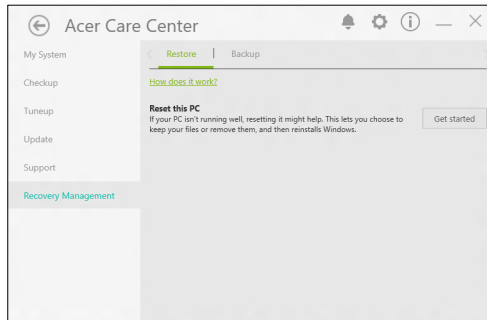 Acer Care Center
My System
Restore
Backup
Checkup
How does it work?
Tuneup
Reset this PC
If your PC isn't running well, resetting it might help. This lets you choose to
keep your files or remove them, and then reinstalls Windows.
Get started
Update
Support
Recovery Management